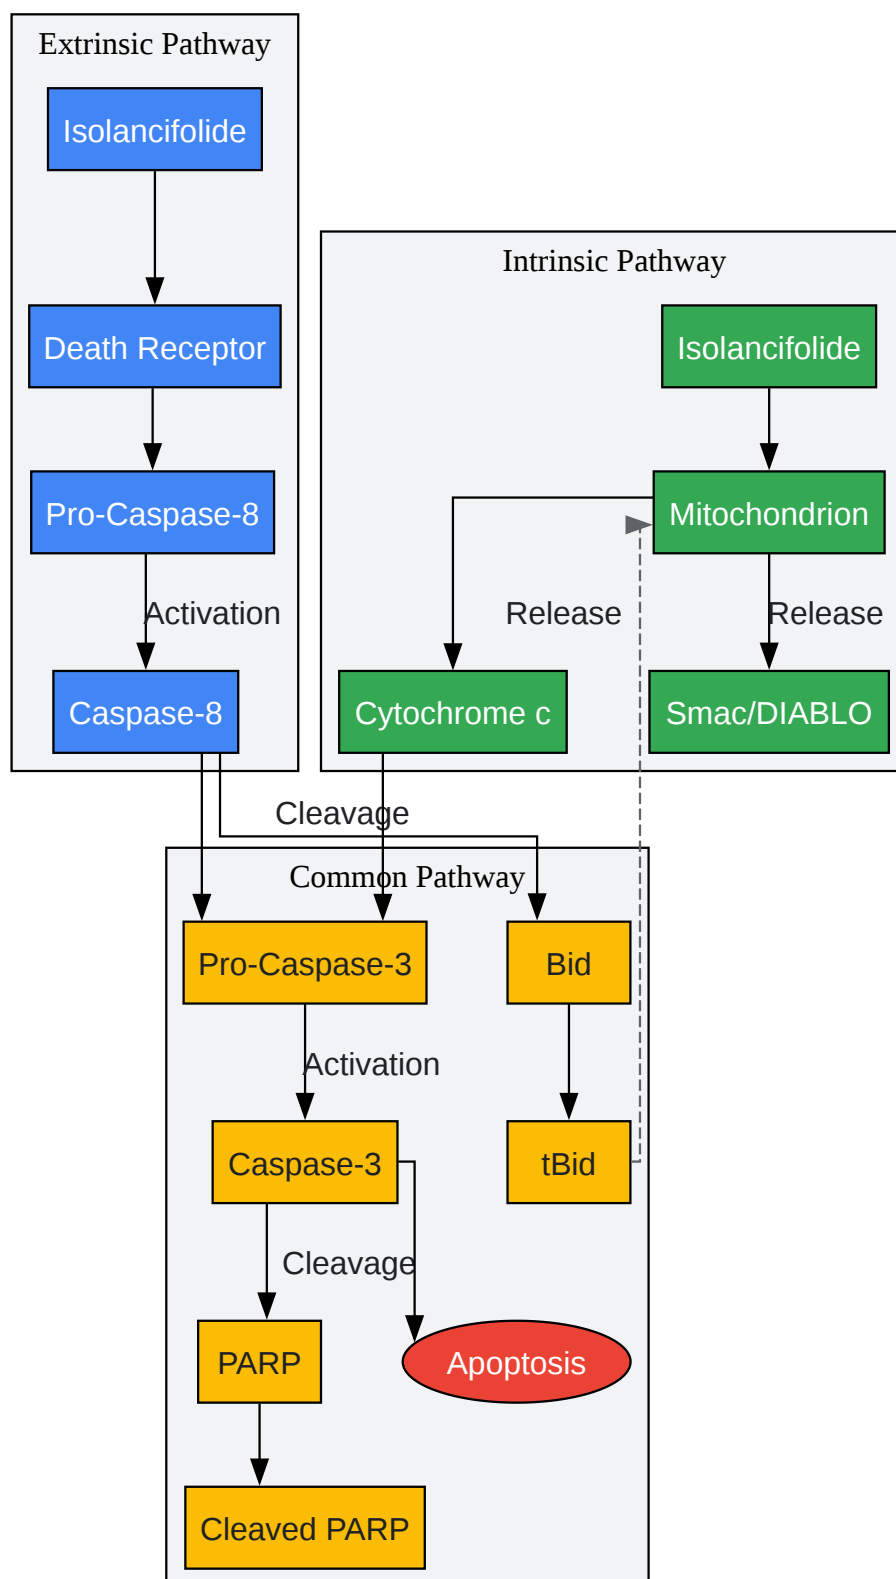 Extrinsic Pathway
Isolancifolide
Death Receptor
Pro-Caspase-8
Activation
Caspase-8
Intrinsic Pathway
Isolancifolide
Mitochondrion
Release
Release
Cytochrome c
Smac/DIABLO
Cleavage
Common Pathway
Pro-Caspase-3
Bid
Activation
Caspase-3
tBid
Cleavage
PARP
Apoptosis
Cleaved PARP